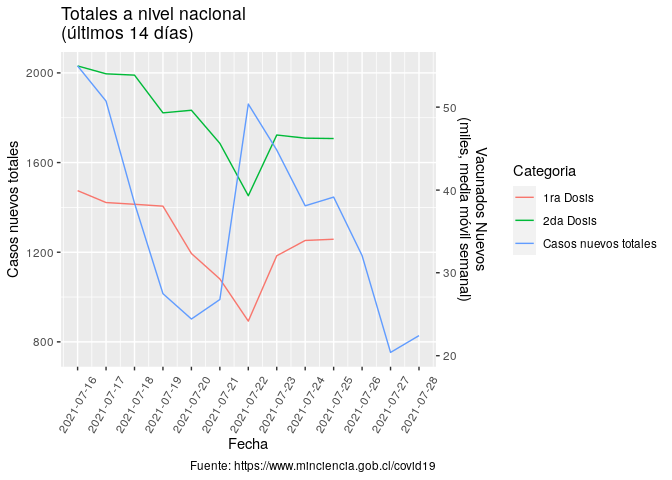 Totales a nivel nacional
(últimos 14 días)
Casos nuevos totales
2000
1600
1200
800
50
40
30
20
Vacunados Nuevos
(miles, media móvil semanal)
2021-07-16
2021-07-17
2021-07-18
2021-07-19
2021-07-20
2021-07-21
2021-07-22
2021-07-23
2021-07-24
2021-07-25
2021-07-26
2021-07-27
2021-07-28
Fecha
Categoria
1ra Dosis
2da Dosis
Casos nuevos totales
Fuente: https://www.minciencia.gob.cl/covid19